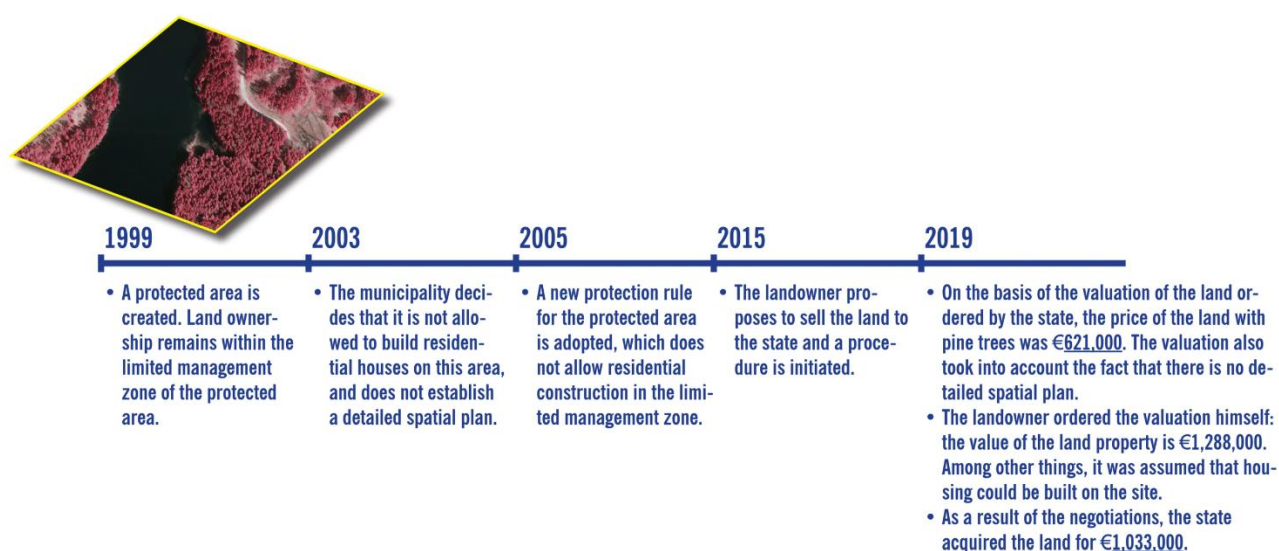 1999
• A protected area is
created. Land owner-
ship remains within the
limited management
zone of the protected
area.
2003
• The municipality deci-
des that it is not allo-
wed to build residen-
tial houses on this area,
and does not establish
a detailed spatial plan.
2005
• A new protection rule
for the protected area
is adopted, which does
not allow residential
construction in the limi-
ted management zone.
2015
• The landowner pro-
poses to sell the land to
the state and a proce-
dure is initiated.
2019
• On the basis of the valuation of the land or-
dered by the state, the price of the land with
pine trees was €621,000. The valuation also
took into account the fact that there is no de-
tailed spatial plan.
• The landowner ordered the valuation himself:
the value of the land property is €1,288,000.
Among other things, it was assumed that hou-
sing could be built on the site.
• As a result of the negotiations, the state
acquired the land for €1,033,000.